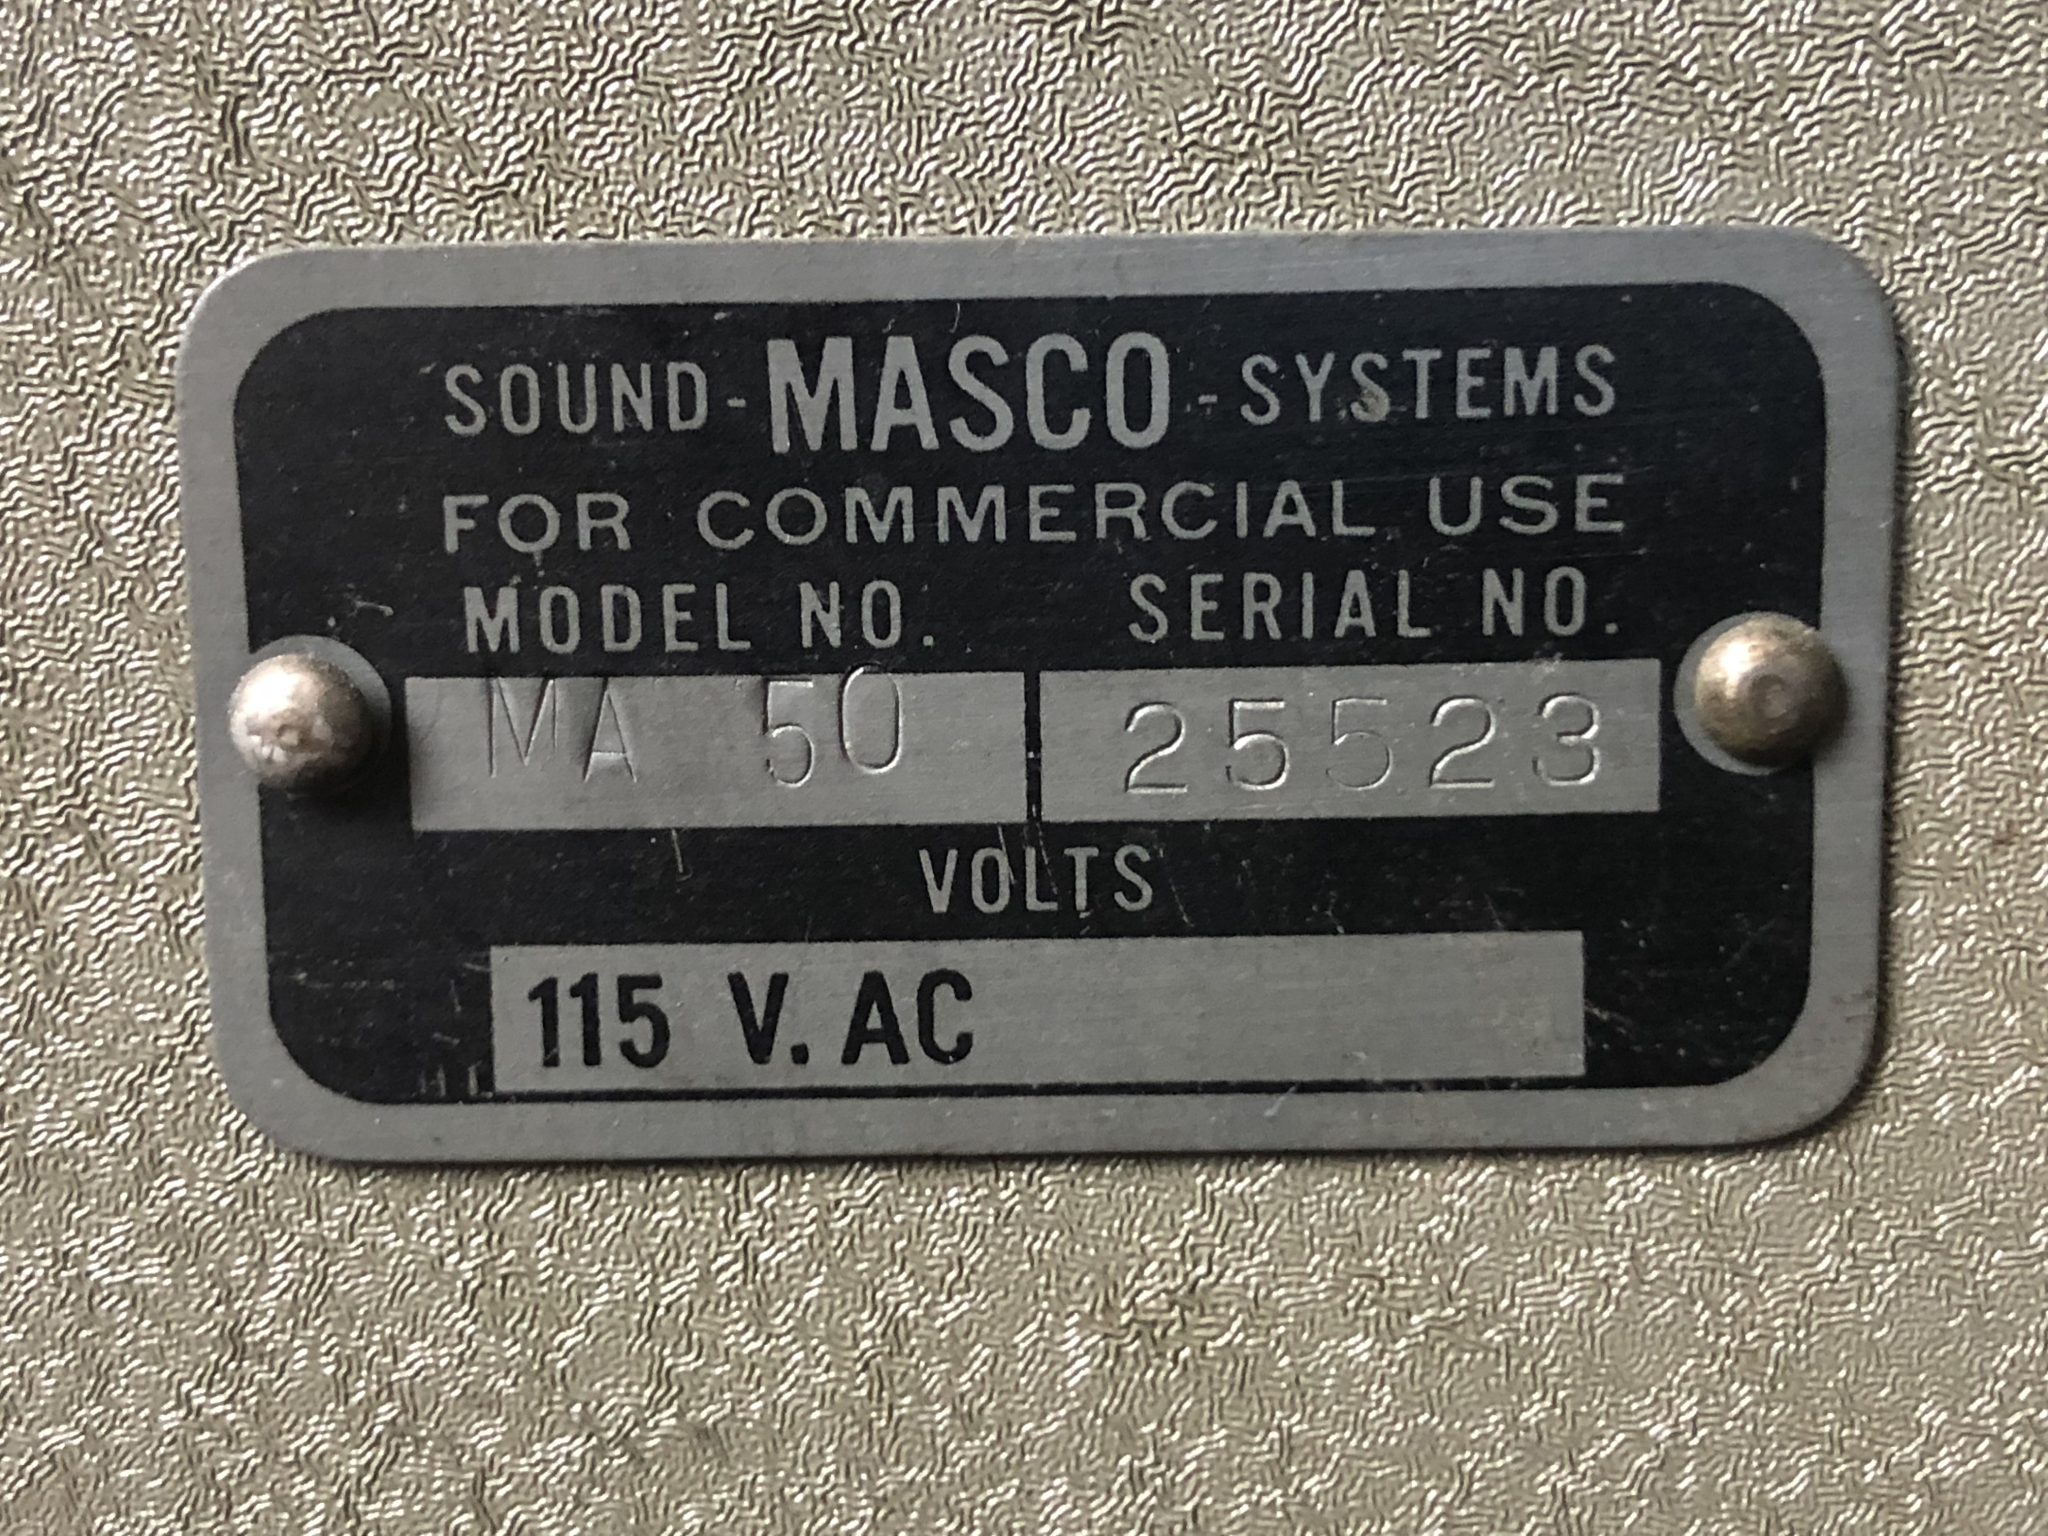 SOUND - MASCO - SYSTEMS
FOR COMMERCIAL USE
MODEL NO. SERIAL NO.
MA 50 25523
VOLTS
115 V. AC